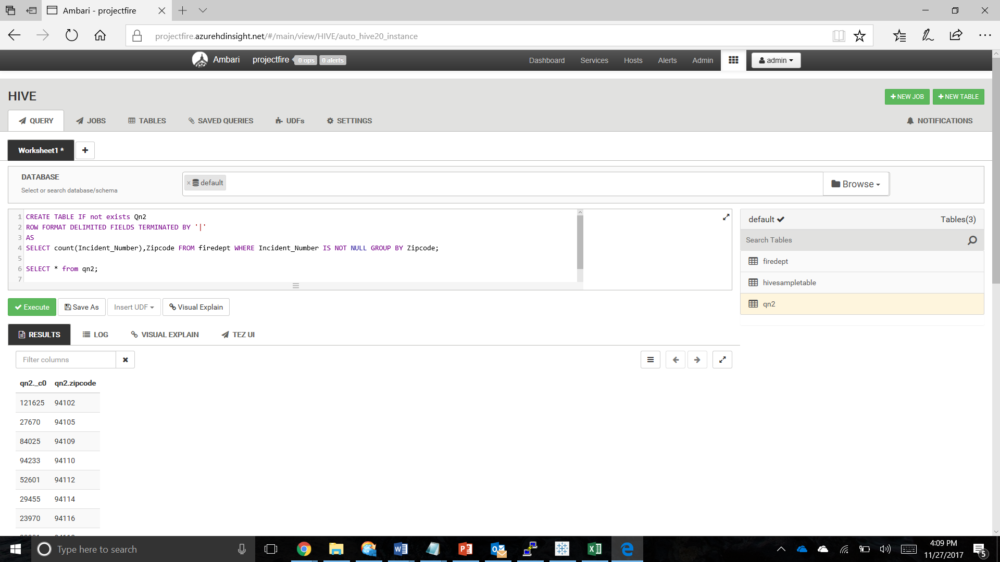 Ambari - projectfire
projectfire.azurehdinsight.net/#/main/view/HIVE/auto_hive20_instance
Ambari projectfire 0 ops 0 alerts Dashboard Services Hosts Alerts Admin admin
HIVE
NEW JOB NEW TABLE
QUERY JOBS TABLES SAVED QUERIES UDFs SETTINGS NOTIFICATIONS
Worksheet1 *
DATABASE
Select or search database/schema
× default
Browse
1 CREATE TABLE IF not exists Qn2
2 ROW FORMAT DELIMITED FIELDS TERMINATED BY '|'
3 AS
4 SELECT count(Incident_Number),Zipcode FROM firedept WHERE Incident_Number IS NOT NULL GROUP BY Zipcode;
5
6 SELECT * from qn2;
7
default Tables(3)
Search Tables
firedept
hivesampletable
qn2
Execute Save As Insert UDF Visual Explain
RESULTS LOG VISUAL EXPLAIN TEZ UI
Filter columns
qn2._c0 qn2.zipcode
121625 94102
27670 94105
84025 94109
94233 94110
52601 94112
29455 94114
23970 94116
Type here to search
4:09 PM
11/27/2017
5